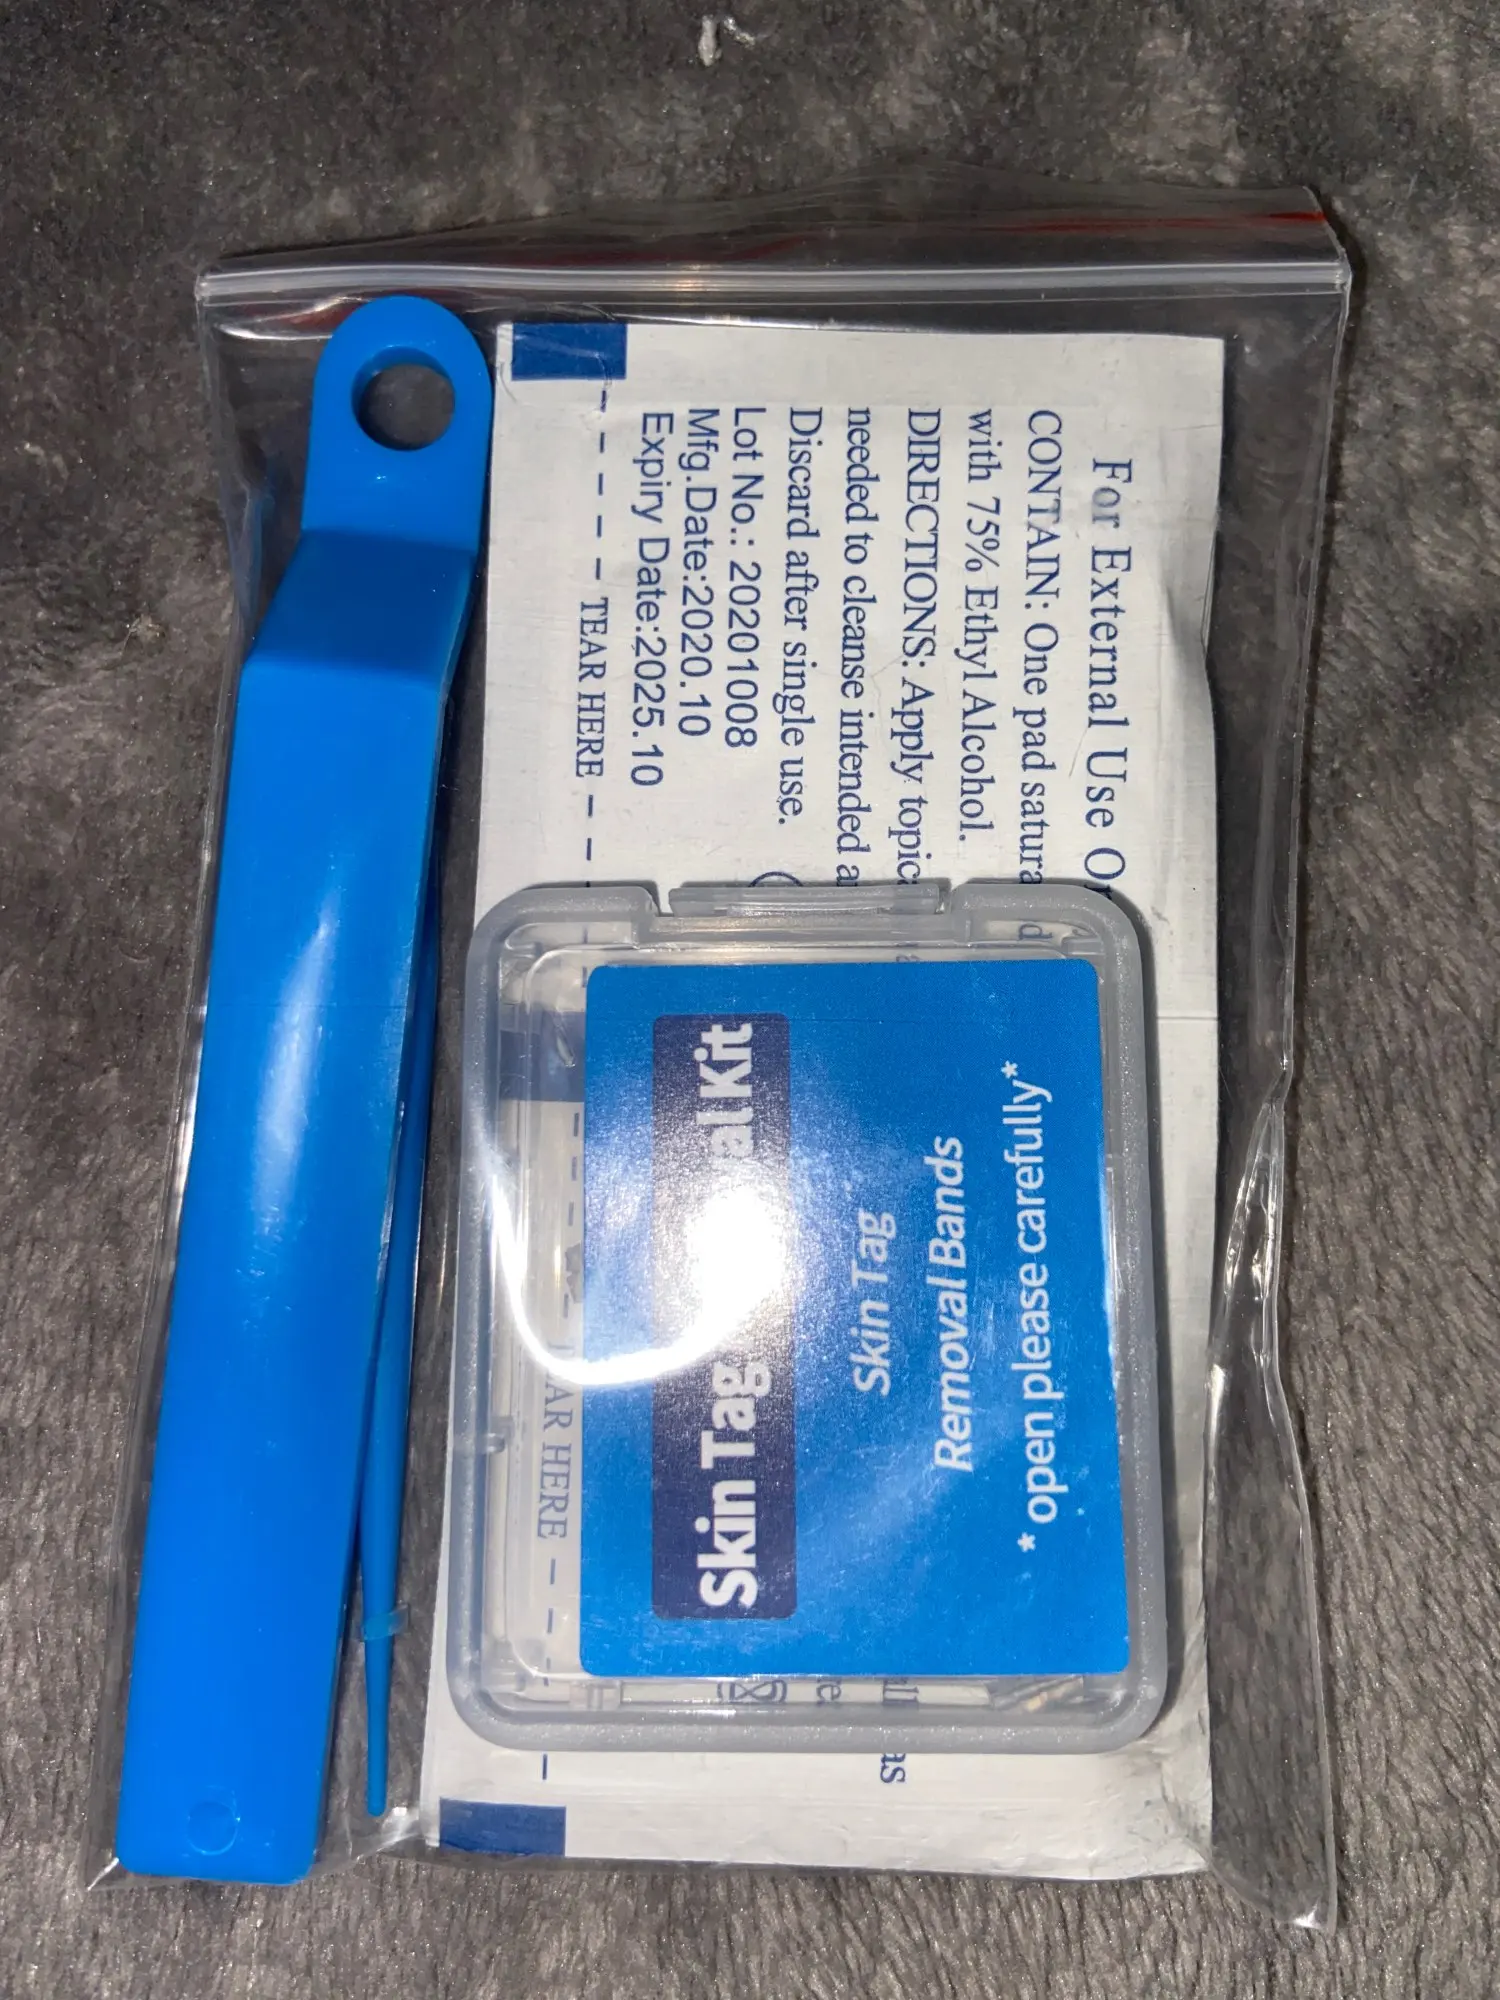 For External Use
CONTAIN: One pad
with 75% Ethyl Alcohol.
DIRECTIONS: Apply
needed to cleanse intended
Discard after single use.
Lot No.: 20201008
Mfg.Date:2020.10
Expiry Date:2025.10
TEAR HERE
HERE
Skin Tag
Kit
Skin Tag
Removal Bands
*open please carefully*